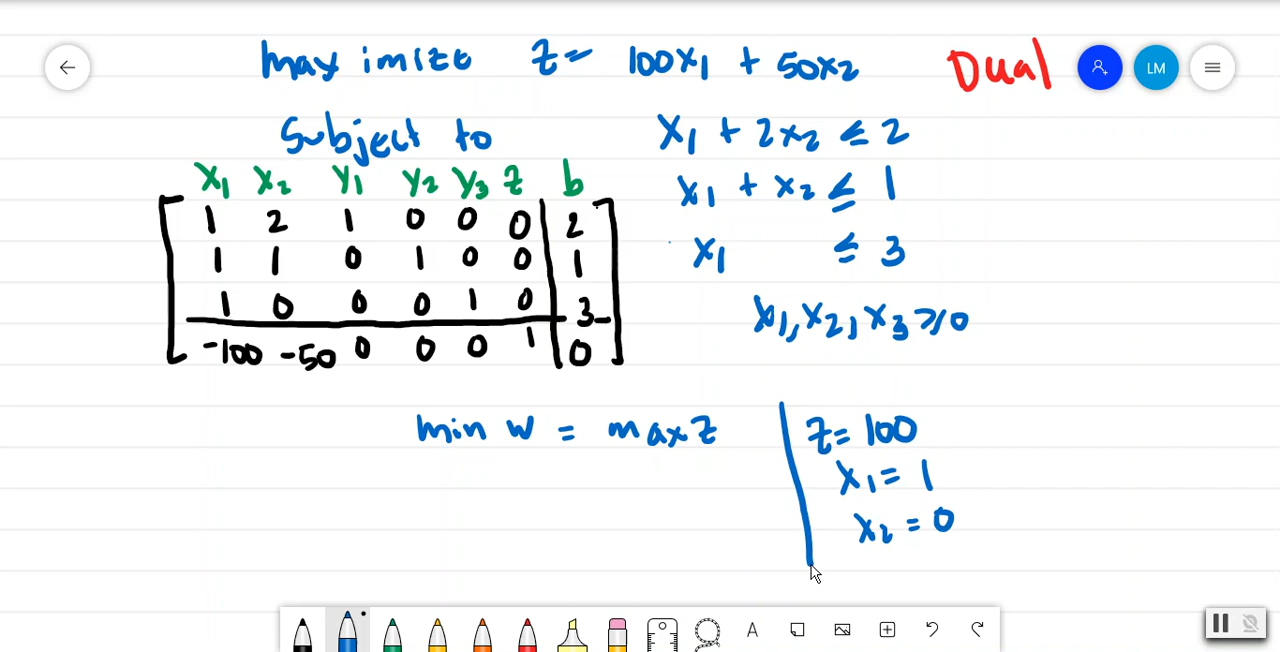 maximize Z = 100x₁ + 50x₂ Dual
LM
Subject to x₁ + 2x₂ ≤ 2
x₁ + x₂ ≤ 1
x₁ ≤ 3
x₁, x₂, x₃ ≥ 0
x₁ x₂ y₁ y₂ y₃ z b
1 2 1 0 0 0 2
1 1 0 1 0 0 1
1 0 0 0 1 0 3
-100 -50 0 0 0 1 0
min w = max z
z = 100
x₁ = 1
x₂ = 0
A